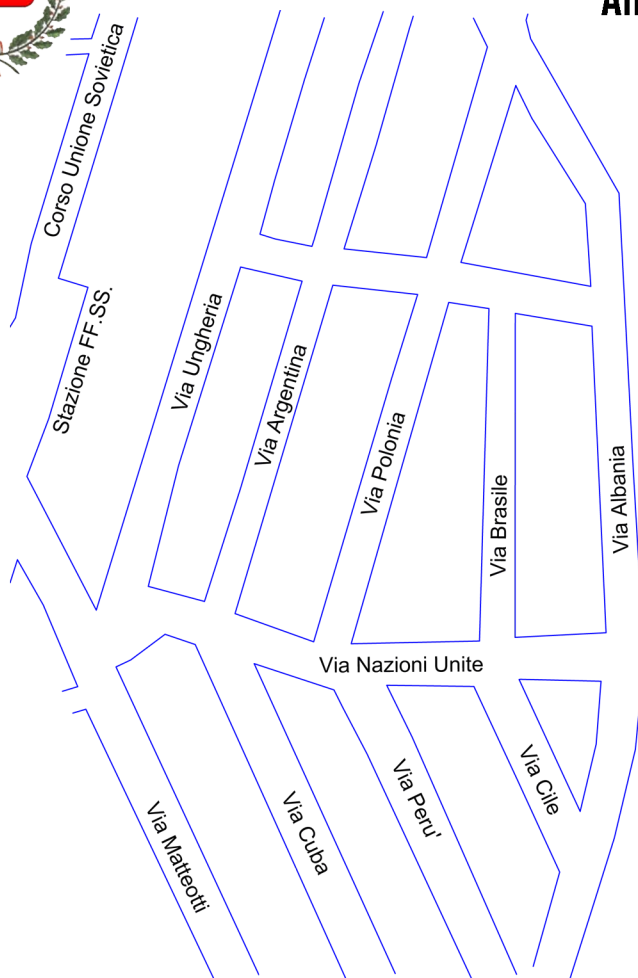 Corso Unione Sovietica
Stazione FF.SS.
Via Ungheria
Via Argentina
Via Polonia
Via Brasile
Via Albania
Via Nazioni Unite
Via Matteotti
Via Cuba
Via Peru'
Via Cile